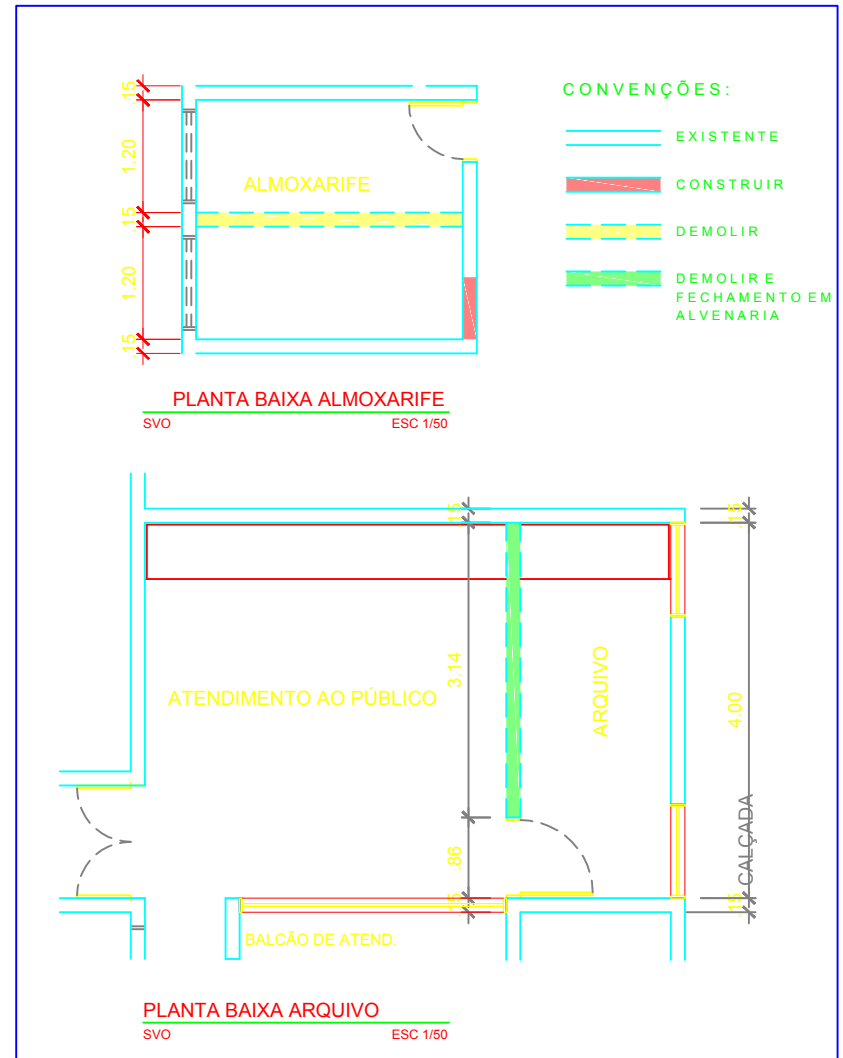 CONVENÇÕES:
EXISTENTE
CONSTRUIR
DEMOLIR
DEMOLIR E
FECHAMENTO EM
ALVENARIA
.15
1.20
.15
1.20
.15
ALMOXARIFE
PLANTA BAIXA ALMOXARIFE
SVO ESC 1/50
.15
3.14
.86
.15
ATENDIMENTO AO PÚBLICO
ARQUIVO
.15
4.00
CALÇADA
.15
BALCÃO DE ATEND.
PLANTA BAIXA ARQUIVO
SVO ESC 1/50